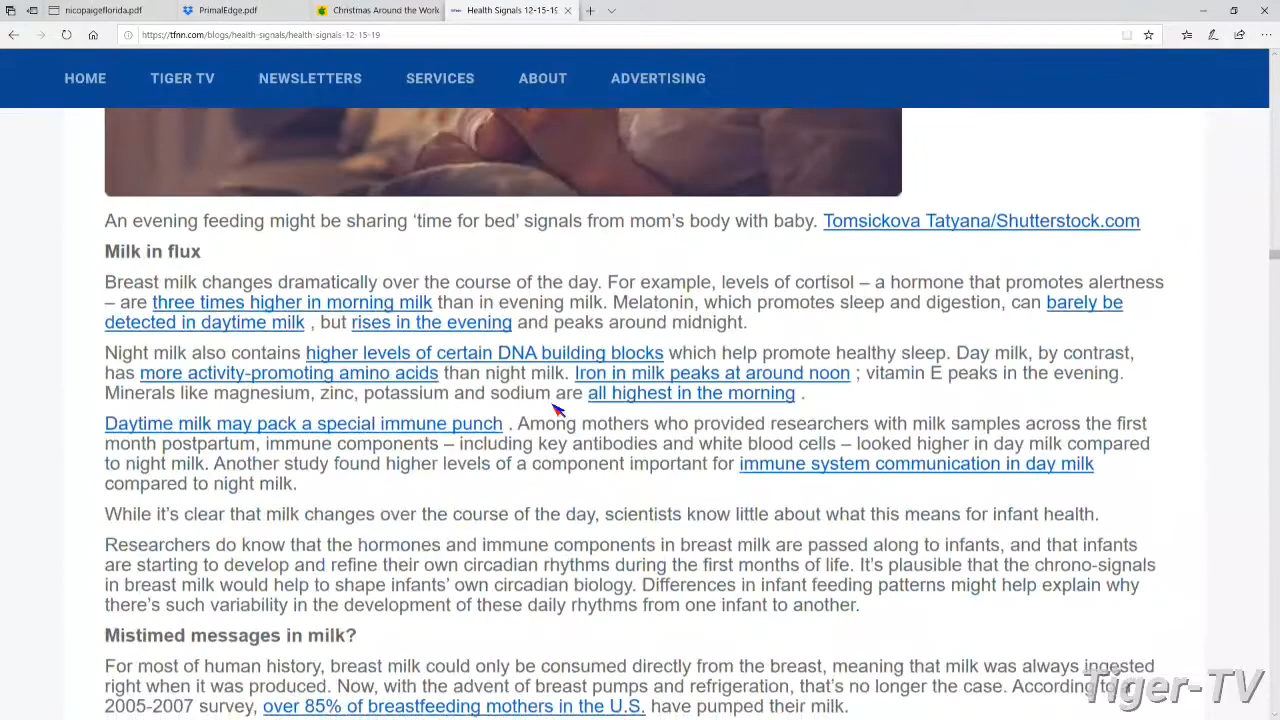 nicopaigeflorida.pdf
PrimalEdge.pdf
Christmas Around the Work
Health Signals 12-15-19
https://tfnn.com/blogs/health-signals/health-signals-12-15-19
HOME TIGER TV NEWSLETTERS SERVICES ABOUT ADVERTISING
An evening feeding might be sharing ‘time for bed’ signals from mom’s body with baby. Tomsickova Tatyana/Shutterstock.com
Milk in flux
Breast milk changes dramatically over the course of the day. For example, levels of cortisol – a hormone that promotes alertness
– are three times higher in morning milk than in evening milk. Melatonin, which promotes sleep and digestion, can barely be
detected in daytime milk , but rises in the evening and peaks around midnight.
Night milk also contains higher levels of certain DNA building blocks which help promote healthy sleep. Day milk, by contrast,
has more activity-promoting amino acids than night milk. Iron in milk peaks at around noon ; vitamin E peaks in the evening.
Minerals like magnesium, zinc, potassium and sodium are all highest in the morning .
Daytime milk may pack a special immune punch . Among mothers who provided researchers with milk samples across the first
month postpartum, immune components – including key antibodies and white blood cells – looked higher in day milk compared
to night milk. Another study found higher levels of a component important for immune system communication in day milk
compared to night milk.
While it’s clear that milk changes over the course of the day, scientists know little about what this means for infant health.
Researchers do know that the hormones and immune components in breast milk are passed along to infants, and that infants
are starting to develop and refine their own circadian rhythms during the first months of life. It’s plausible that the chrono-signals
in breast milk would help to shape infants’ own circadian biology. Differences in infant feeding patterns might help explain why
there’s such variability in the development of these daily rhythms from one infant to another.
Mistimed messages in milk?
For most of human history, breast milk could only be consumed directly from the breast, meaning that milk was always ingested
right when it was produced. Now, with the advent of breast pumps and refrigeration, that’s no longer the case. According
2005-2007 survey, over 85% of breastfeeding mothers in the U.S. have pumped their milk.
Tiger-TV